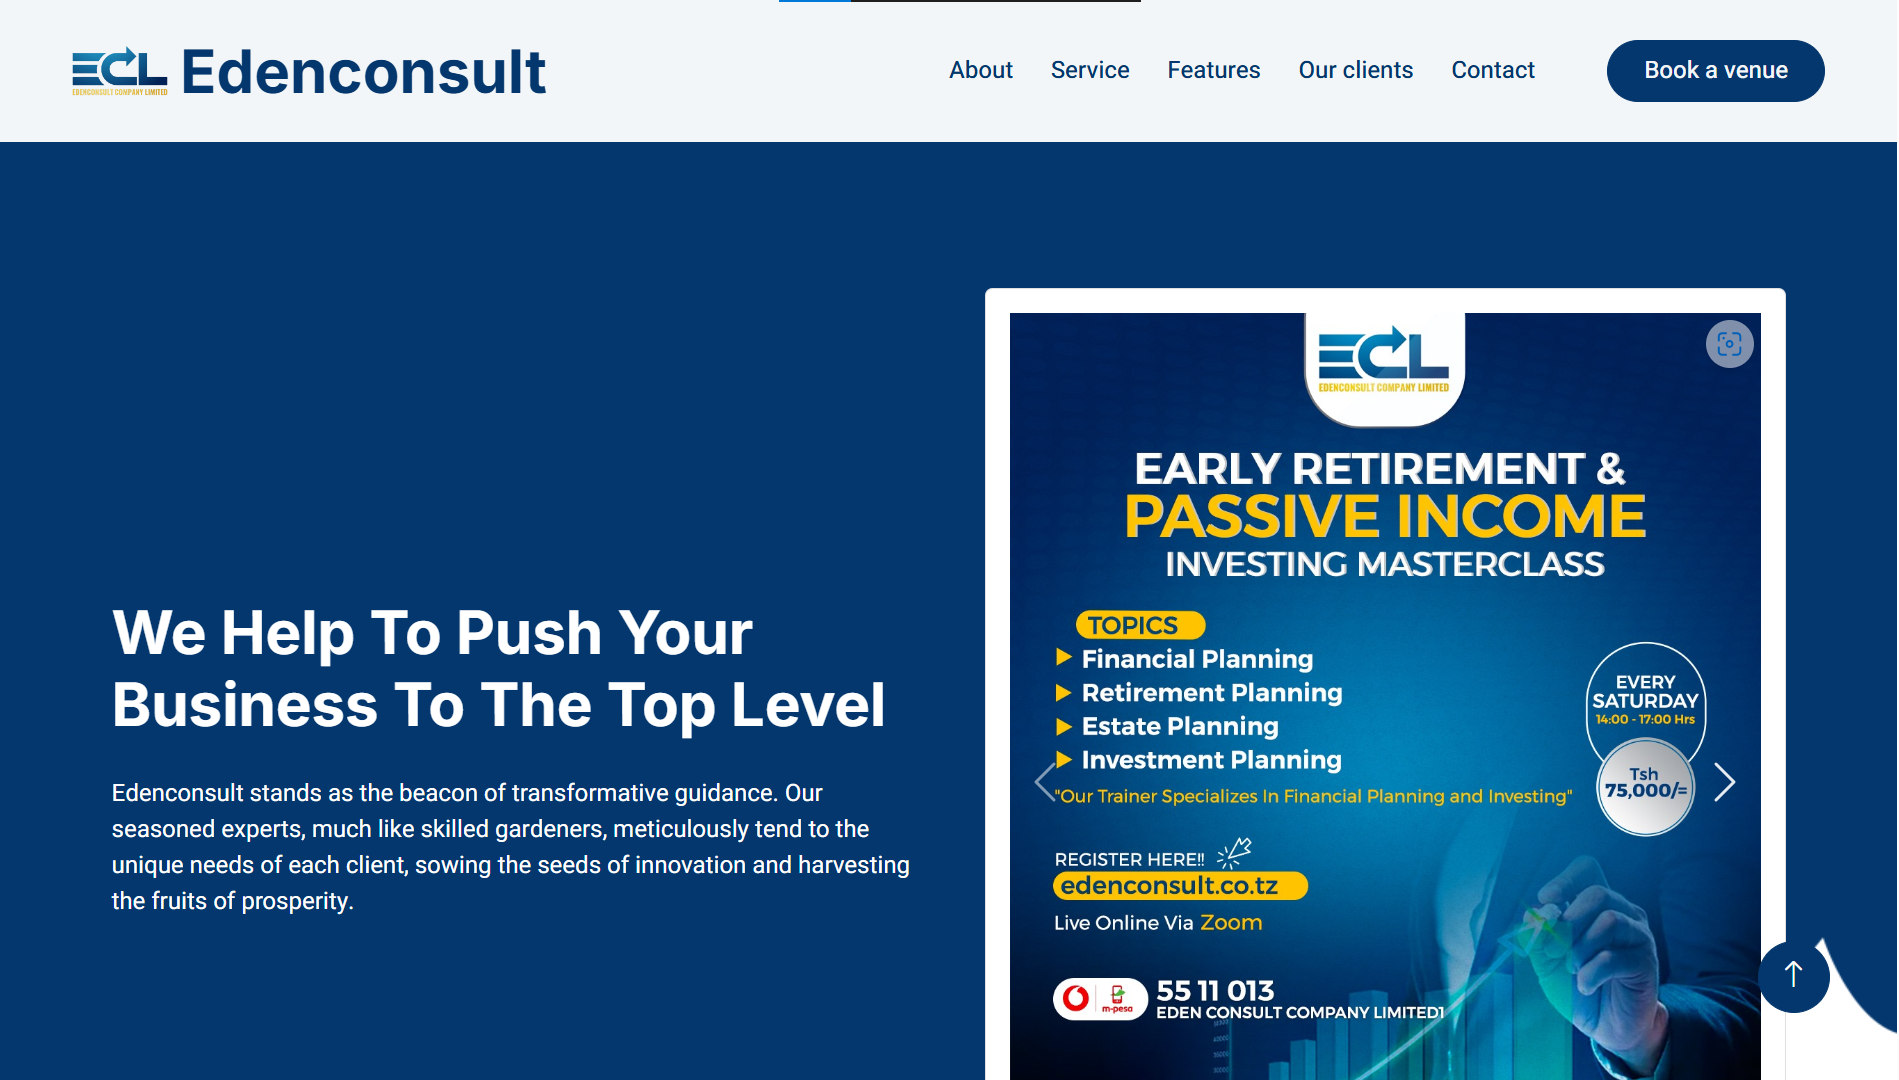 ECL
EDENCONSULT COMPANY LIMITED
Edenconsult
About
Service
Features
Our clients
Contact
Book a venue
We Help To Push Your
Business To The Top Level
Edenconsult stands as the beacon of transformative guidance. Our
seasoned experts, much like skilled gardeners, meticulously tend to the
unique needs of each client, sowing the seeds of innovation and harvesting
the fruits of prosperity.
ECL
EDENCONSULT COMPANY LIMITED
EARLY RETIREMENT &
PASSIVE INCOME
INVESTING MASTERCLASS
TOPICS
Financial Planning
Retirement Planning
Estate Planning
Investment Planning
"Our Trainer Specializes In Financial Planning and Investing"
EVERY
SATURDAY
14:00 - 17:00 Hrs
Tsh
75,000/=
REGISTER HERE!!
edenconsult.co.tz
Live Online Via Zoom
m-pesa
55 11 013
EDEN CONSULT COMPANY LIMITED1